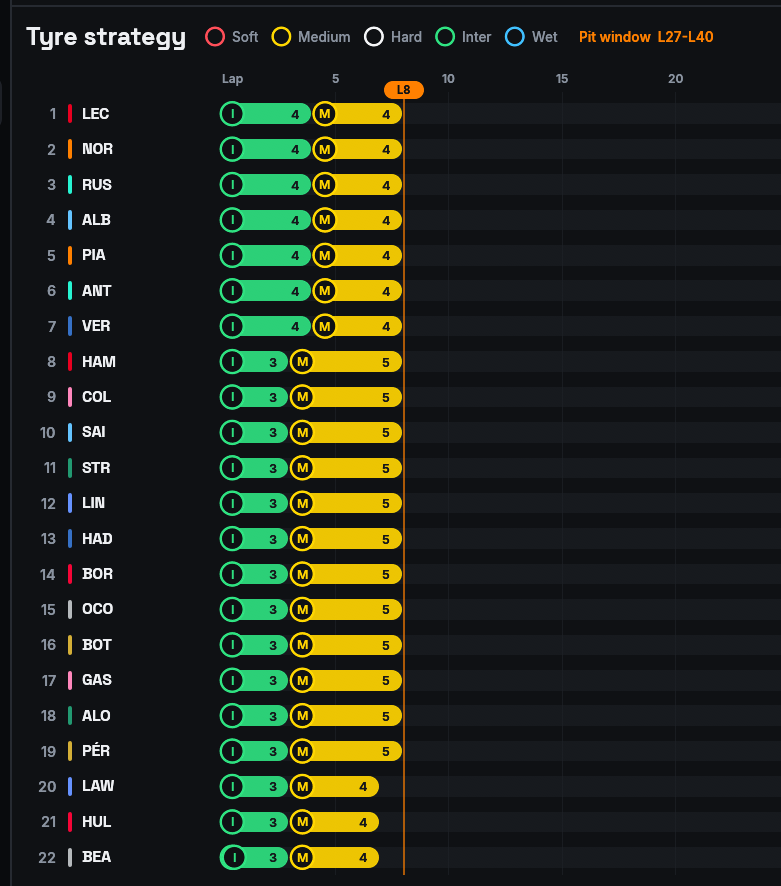 Tyre strategy Soft Medium Hard Inter Wet Pit window L27-L40
Lap 5 10 15 20
L8
1 LEC I 4 M 4
2 NOR I 4 M 4
3 RUS I 4 M 4
4 ALB I 4 M 4
5 PIA I 4 M 4
6 ANT I 4 M 4
7 VER I 4 M 4
8 HAM I 3 M 5
9 COL I 3 M 5
10 SAI I 3 M 5
11 STR I 3 M 5
12 LIN I 3 M 5
13 HAD I 3 M 5
14 BOR I 3 M 5
15 OCO I 3 M 5
16 BOT I 3 M 5
17 GAS I 3 M 5
18 ALO I 3 M 5
19 PÉR I 3 M 5
20 LAW I 3 M 4
21 HUL I 3 M 4
22 BEA I 3 M 4